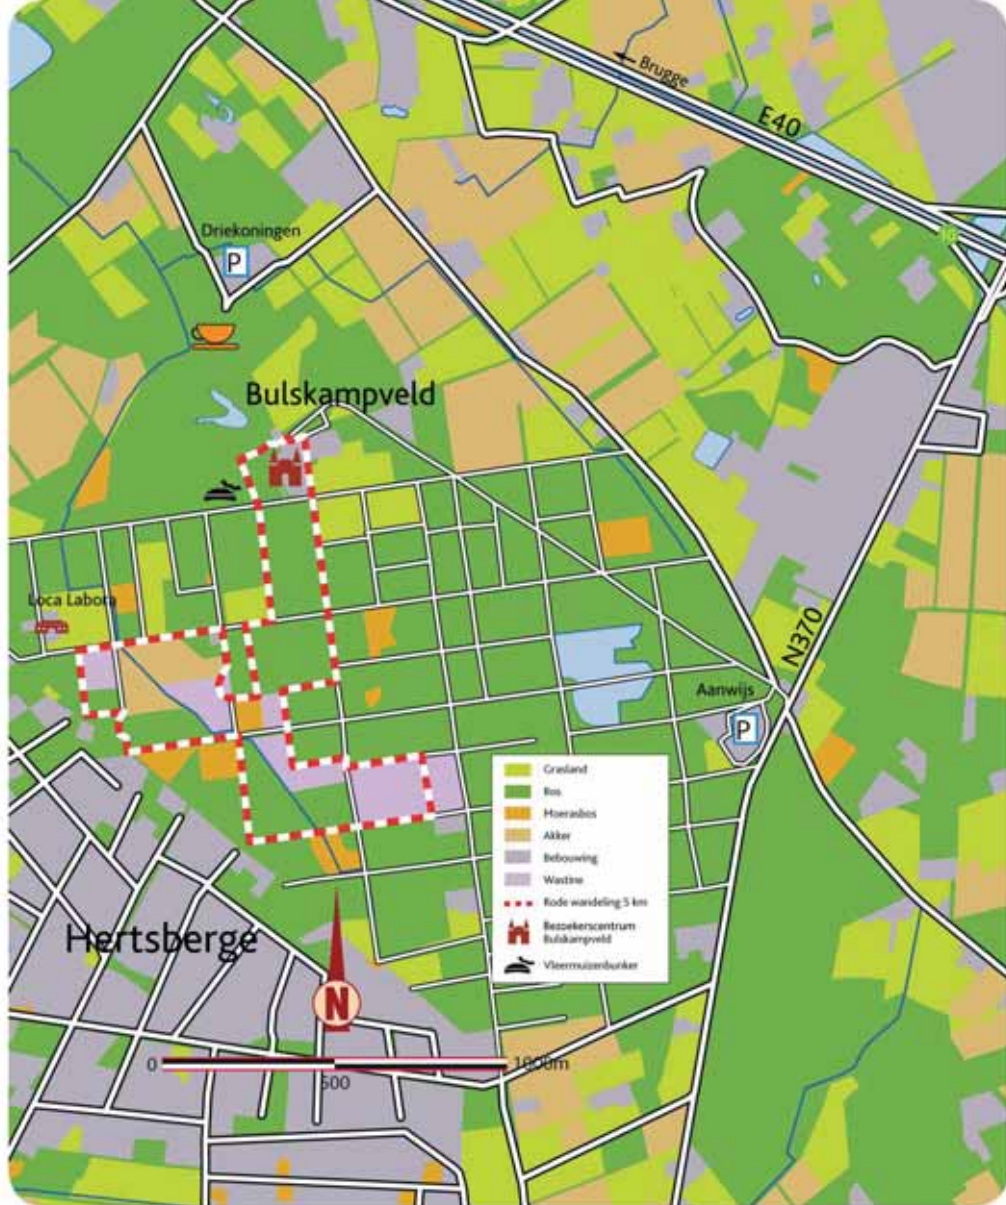 Brugge
E40
Driekoningen
P
Bulskampveld
Loca Labora
N370
Aanwijs
P
Grasland
Bos
Moerasbos
Akker
Bebouwing
Wastine
Rode wandeling 5 km
Bezoekerscentrum
Bulskampveld
Vleermuizenbunker
Hertsberge
N
0
500
1000m